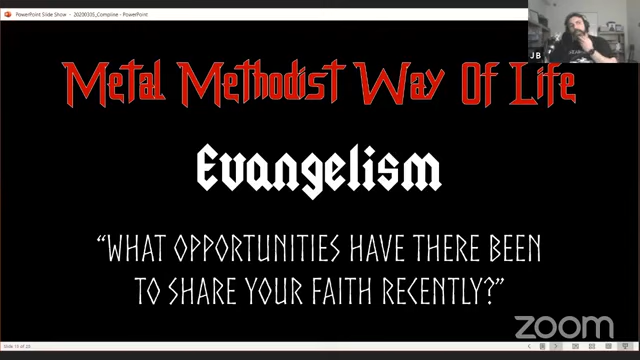 PowerPoint Slide Show - 20200305_Compline - PowerPoint
JB
Metal Methodist Way Of Life
Evangelism
“WHAT OPPORTUNITIES HAVE THERE BEEN
TO SHARE YOUR FAITH RECENTLY?”
zoom